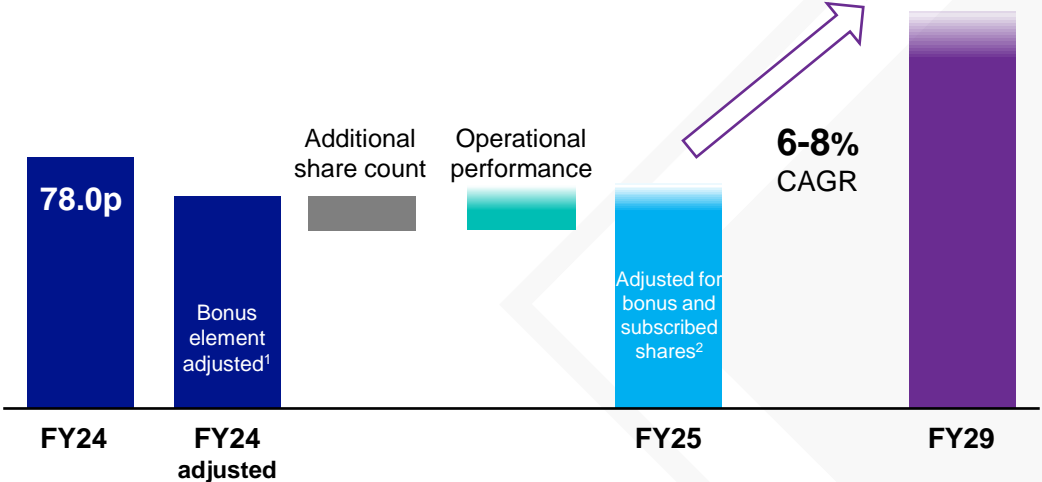 78.0p
Bonus
element
adjusted¹
Additional
share count
Operational
performance
Adjusted for
bonus and
subscribed
shares²
6-8%
CAGR
FY24
FY24
adjusted
FY25
FY29